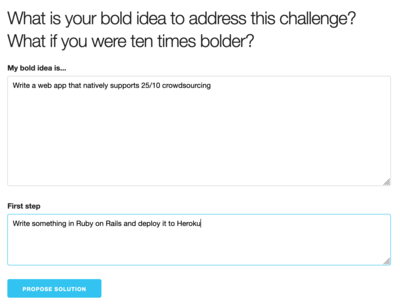 What is your bold idea to address this challenge?
What if you were ten times bolder?
My bold idea is...
Write a web app that natively supports 25/10 crowdsourcing
First step
Write something in Ruby on Rails and deploy it to Heroku
PROPOSE SOLUTION